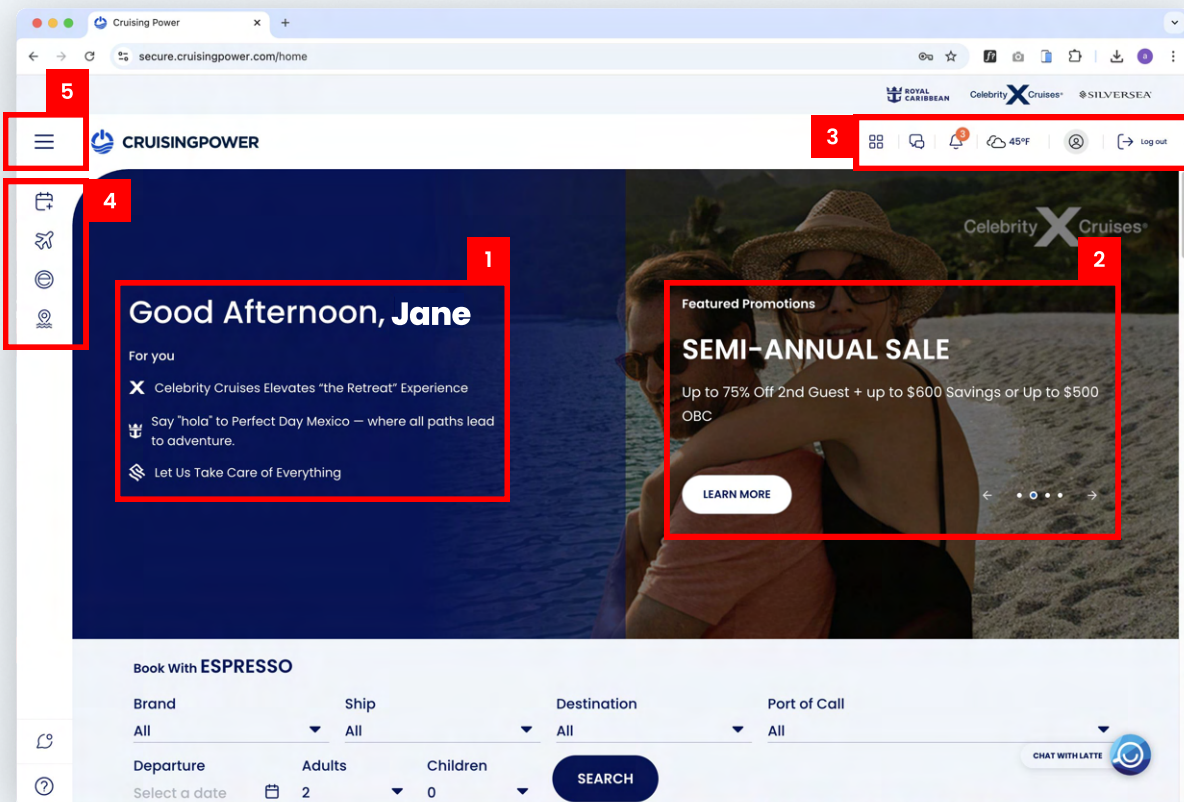 Cruising Power
secure.cruisingpower.com/home
a
5
ROYAL
CARIBBEAN
Celebrity X Cruises®
SILVERSEA
CRUISINGPOWER
3
3
45°F
Log out
4
Celebrity X Cruises®
1
2
Good Afternoon, Jane
For you
X Celebrity Cruises Elevates “the Retreat” Experience
Say "hola" to Perfect Day Mexico — where all paths lead
to adventure.
Let Us Take Care of Everything
Featured Promotions
SEMI-ANNUAL SALE
Up to 75% Off 2nd Guest + up to $600 Savings or Up to $500
OBC
LEARN MORE
Book With ESPRESSO
Brand Ship Destination Port of Call
All All All All
CHAT WITH LATTE
Departure Adults Children
Select a date 2 0
SEARCH